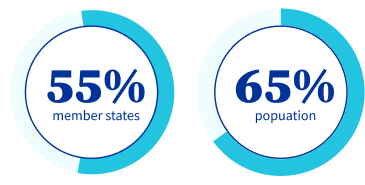 55%
member states
65%
popuation